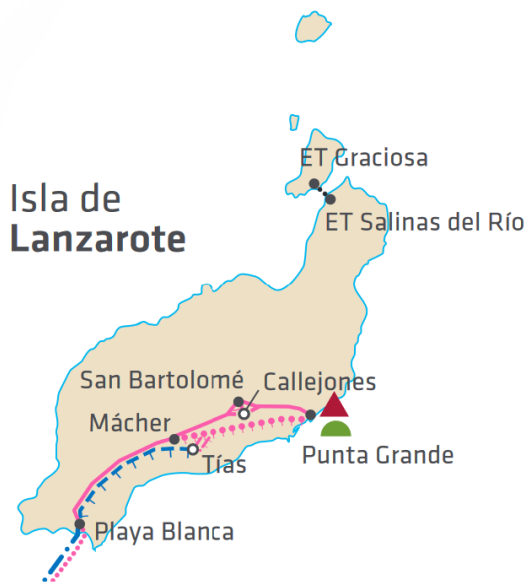 ET Graciosa
ET Salinas del Río
Isla de
Lanzarote
San Bartolomé
Callejones
Mácher
Punta Grande
Tías
Playa Blanca